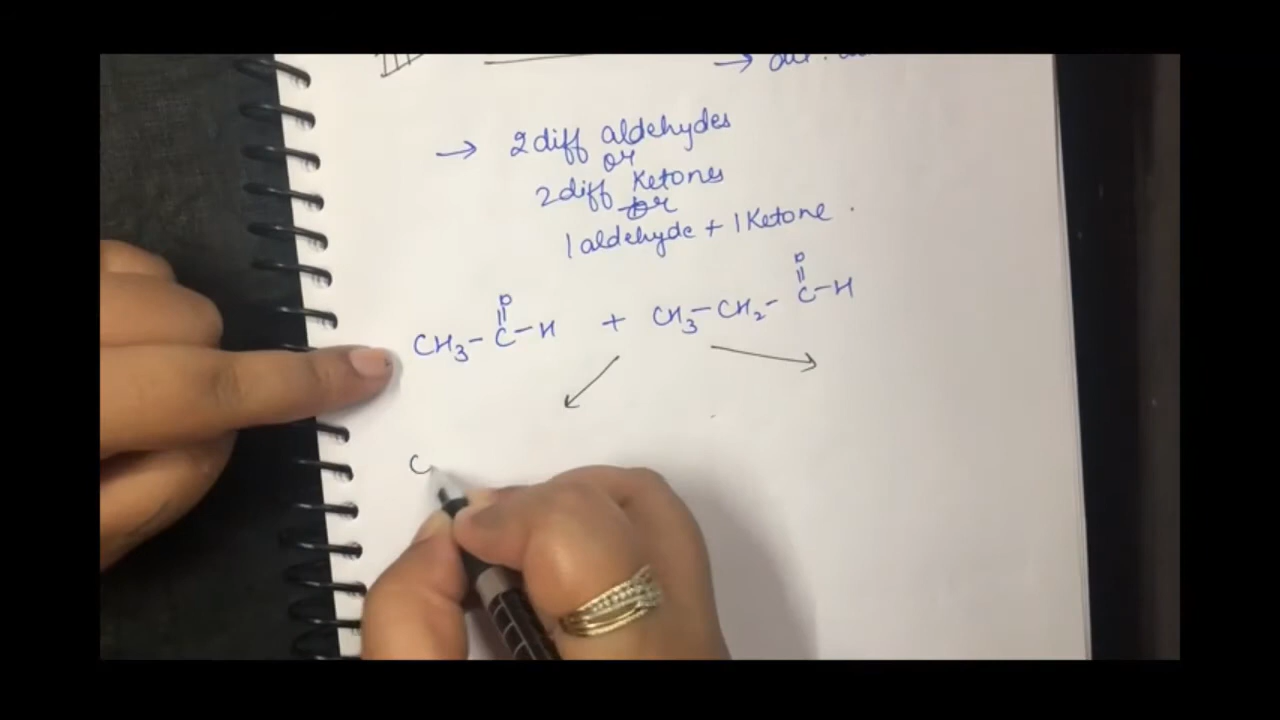 →
→ 2 diff aldehydes
or
2 diff Ketones
or
1 aldehyde + 1 Ketone .
O
||
CH3-C-H + CH3-CH2-C-H
O
||
C